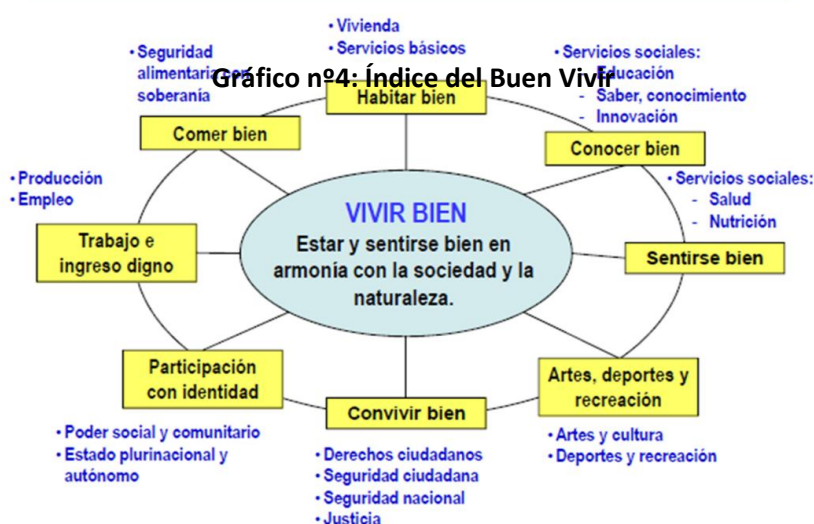 Gráfico nº4: Índice del Buen Vivir
• Vivienda
• Servicios básicos
Habitar bien
• Servicios sociales:
- Educación
- Saber, conocimiento
- Innovación
Conocer bien
• Servicios sociales:
- Salud
- Nutrición
Sentirse bien
Artes, deportes y
recreación
• Artes y cultura
• Deportes y recreación
Convivir bien
• Derechos ciudadanos
• Seguridad ciudadana
• Seguridad nacional
• Justicia
Participación
con identidad
• Poder social y comunitario
• Estado plurinacional y
autónomo
Trabajo e
ingreso digno
• Producción
• Empleo
Comer bien
• Seguridad
alimentaria con
soberanía
VIVIR BIEN
Estar y sentirse bien en
armonía con la sociedad y la
naturaleza.